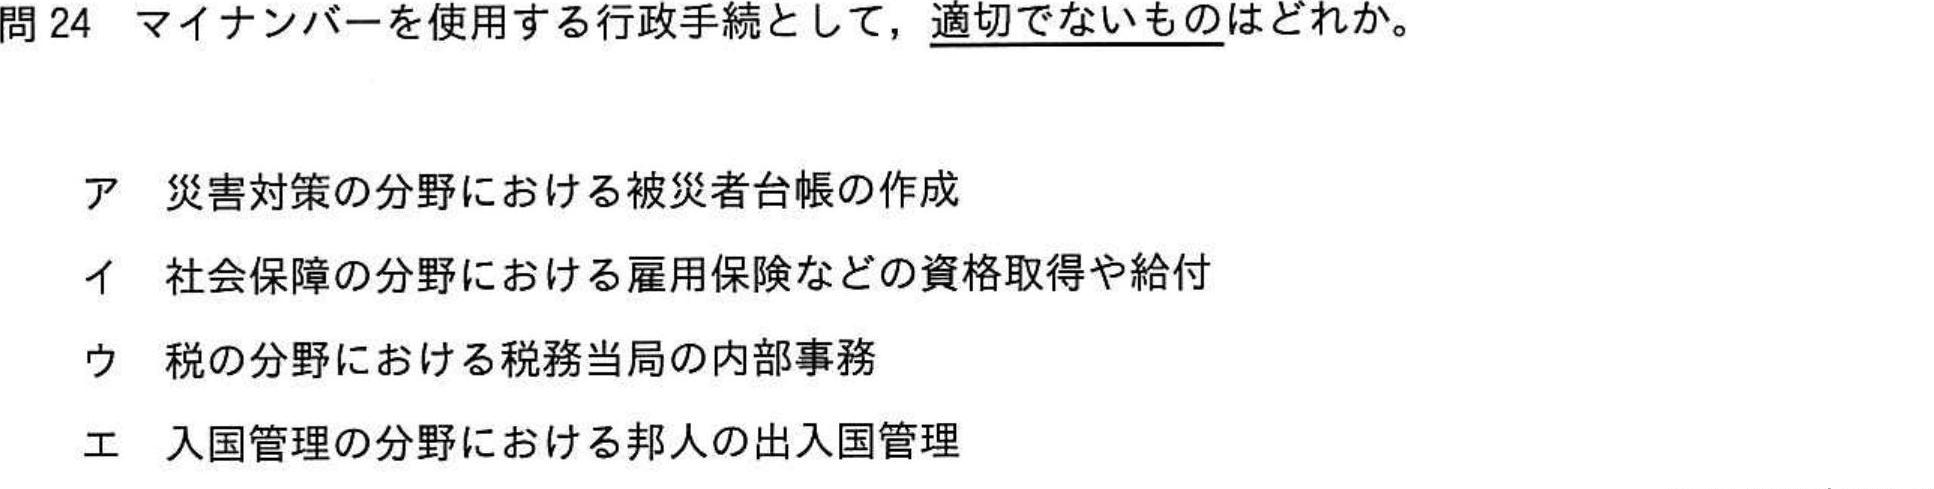 問24 マイナンバーを使用する行政手続として，適切でないものはどれか。
ア 災害対策の分野における被災者台帳の作成
イ 社会保障の分野における雇用保険などの資格取得や給付
ウ 税の分野における税務当局の内部事務
エ 入国管理の分野における邦人の出入国管理